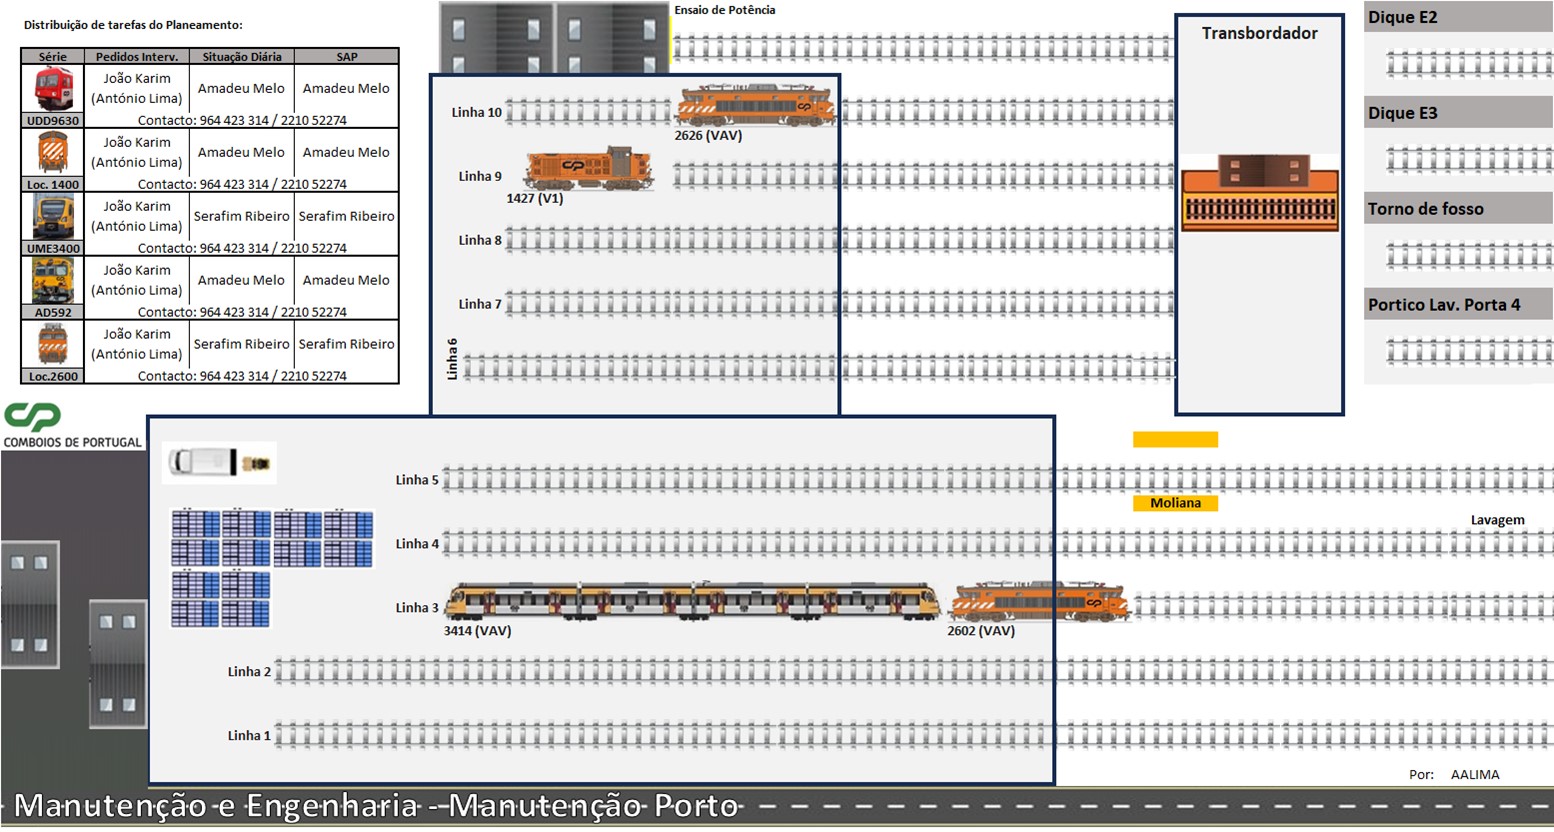 Distribuição de tarefas do Planeamento:
Série Pedidos Interv. Situação Diária SAP
João Karim
(António Lima) Amadeu Melo Amadeu Melo
UDD9630 Contacto: 964 423 314 / 2210 52274
João Karim
(António Lima) Amadeu Melo Amadeu Melo
Loc. 1400 Contacto: 964 423 314 / 2210 52274
João Karim
(António Lima) Serafim Ribeiro Serafim Ribeiro
UME3400 Contacto: 964 423 314 / 2210 52274
João Karim
(António Lima) Amadeu Melo Amadeu Melo
AD592 Contacto: 964 423 314 / 2210 52274
João Karim
(António Lima) Serafim Ribeiro Serafim Ribeiro
Loc.2600 Contacto: 964 423 314 / 2210 52274
CP
COMBOIOS DE PORTUGAL
Ensaio de Potência
Linha 10
2626 (VAV)
Linha 9
1427 (V1)
Linha 8
Linha 7
Linha 6
Transbordador
Dique E2
Dique E3
Torno de fosso
Portico Lav. Porta 4
Linha 5
Moliana
Lavagem
Linha 4
Linha 3
3414 (VAV)
2602 (VAV)
Linha 2
Linha 1
Por: AALIMA
Manutenção e Engenharia - Manutenção Porto